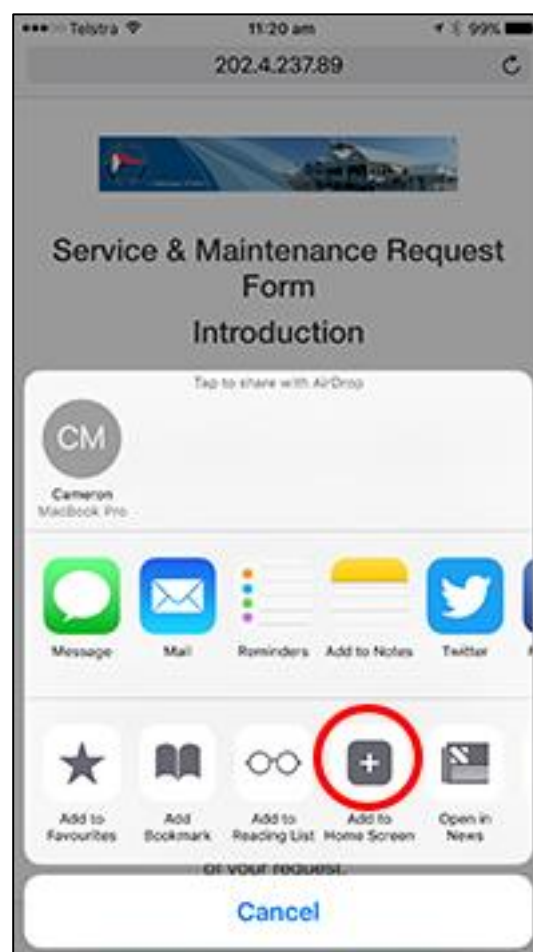 Telstra 11:20 am 99%
202.4.237.89
Service & Maintenance Request
Form
Introduction
Tap to share with AirDrop
CM
Cameron
MacBook Pro
Message Mail Reminders Add to Notes Twitter
Add to Favourites
Add Bookmark
Add to Reading List
Add to Home Screen
Open in News
of your request.
Cancel